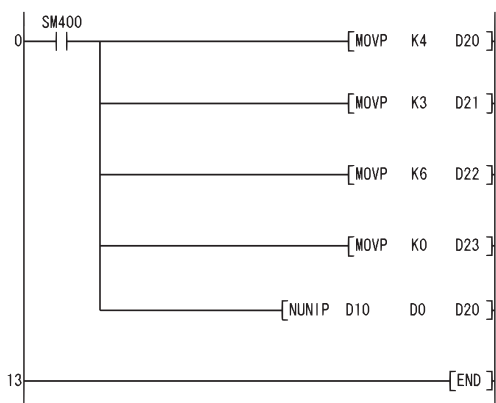 SM400
0 [MOVP K4 D20]
[MOVP K3 D21]
[MOVP K6 D22]
[MOVP K0 D23]
[NUNIP D10 D0 D20]
13 [END]